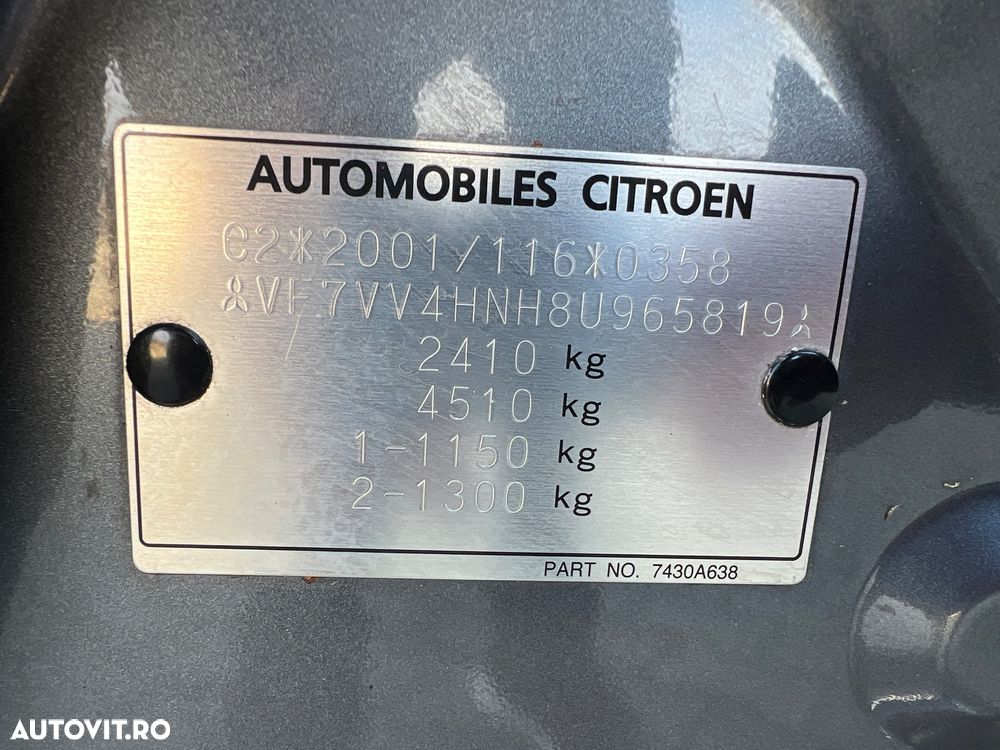 AUTOMOBILES CITROEN
C2*2001/116*0358
VF7VV4HNH8U965819
2410 kg
4510 kg
1-1150 kg
2-1300 kg
PART NO. 7430A638
AUTOVIT.RO